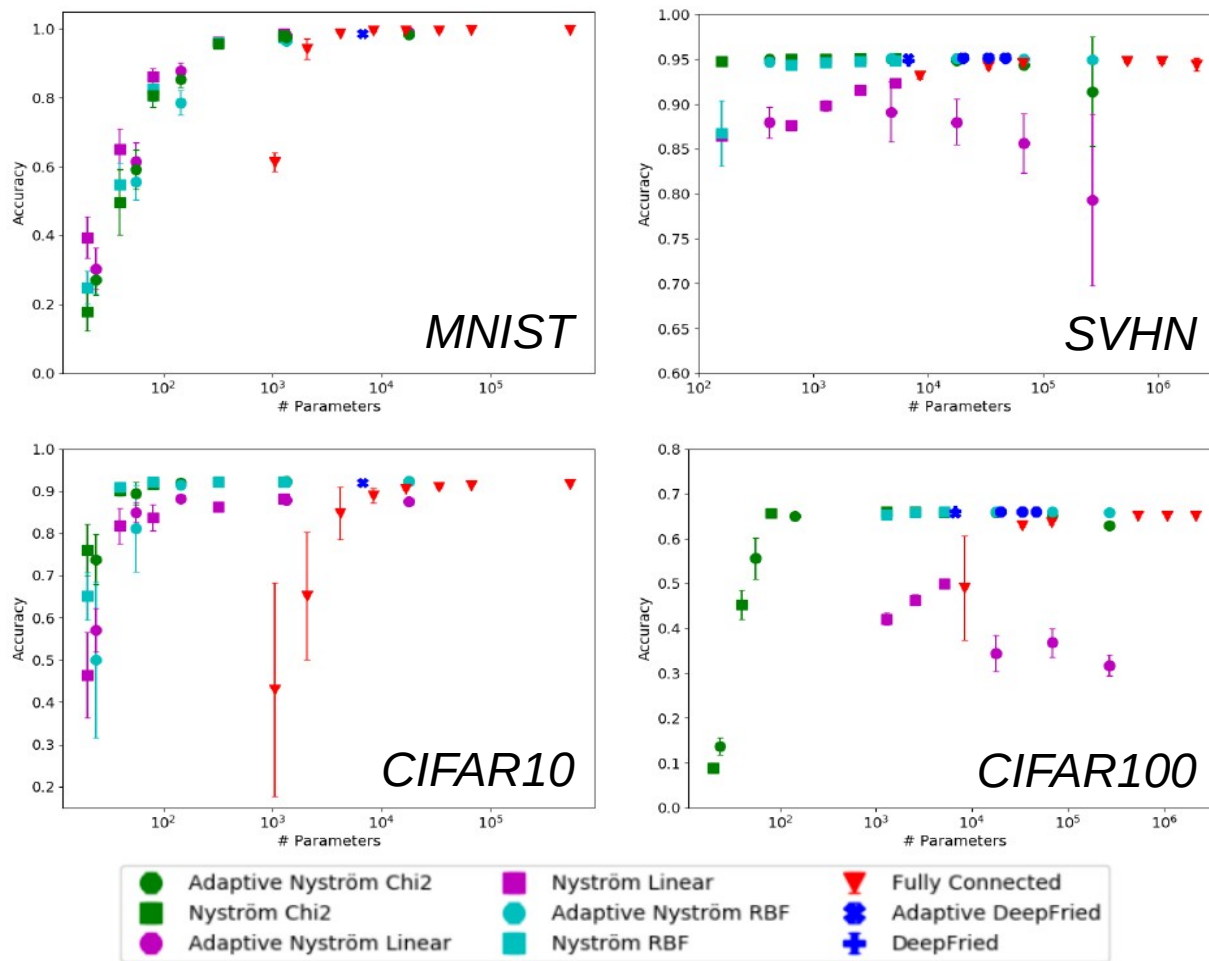 1.0
0.8
0.6
0.4
0.2
0.0
Accuracy
MNIST
10² 10³ 10⁴ 10⁵
# Parameters
1.00
0.95
0.90
0.85
0.80
0.75
0.70
0.65
0.60
Accuracy
SVHN
10² 10³ 10⁴ 10⁵ 10⁶
# Parameters
1.0
0.9
0.8
0.7
0.6
0.5
0.4
0.3
0.2
Accuracy
CIFAR10
10² 10³ 10⁴ 10⁵
# Parameters
0.8
0.7
0.6
0.5
0.4
0.3
0.2
0.1
0.0
Accuracy
CIFAR100
10² 10³ 10⁴ 10⁵ 10⁶
# Parameters
Adaptive Nyström Chi2
Nyström Chi2
Adaptive Nyström Linear
Nyström Linear
Adaptive Nyström RBF
Nyström RBF
Fully Connected
Adaptive DeepFried
DeepFried